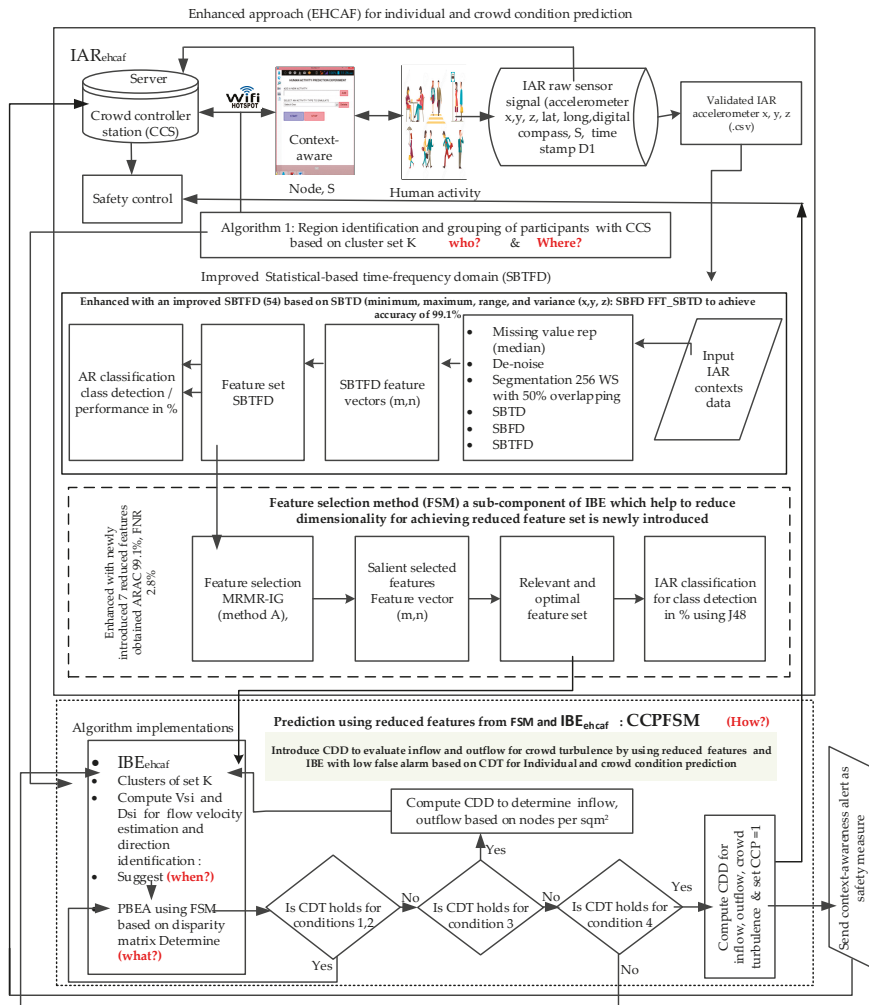 Enhanced approach (EHCAF) for individual and crowd condition prediction
IARehcaf
Server
Crowd controller
station (CCS)
WiFi
HOTSPOT
HUMAN ACTIVITY PREDICTION EXPERIMENT
Context-
aware
Node, S
Human activity
IAR raw sensor
signal (accelerometer
x,y, z, lat, long,digital
compass, S, time
stamp D1
Validated IAR
accelerometer x, y, z
(.csv)
Safety control
Algorithm 1: Region identification and grouping of participants with CCS
based on cluster set K who? & Where?
Improved Statistical-based time-frequency domain (SBTFD)
Enhanced with an improved SBTFD (54) based on SBTD (minimum, maximum, range, and variance (x,y, z): SBFD FFT_SBTD to achieve
accuracy of 99.1%
AR classification
class detection /
performance in %
Feature set
SBTFD
SBTFD feature
vectors (m,n)
• Missing value rep
(median)
• De-noise
• Segmentation 256 WS
with 50% overlapping
• SBTD
• SBFD
• SBTFD
Input
IAR
contexts
data
Feature selection method (FSM) a sub-component of IBE which help to reduce
dimensionality for achieving reduced feature set is newly introduced
Enhanced with newly
introduced 7 reduced features
obtained ARAC 99.1%, FNR
2.8%
Feature selection
MRMR-IG
(method A),
Salient selected
features
Feature vector
(m,n)
Relevant and
optimal
feature set
IAR classification
for class detection
in % using J48
Algorithm implementations
Prediction using reduced features from FSM and IBEehcaf : CCPFSM (How?)
Introduce CDD to evaluate inflow and outflow for crowd turbulence by using reduced features and
IBE with low false alarm based on CDT for Individual and crowd condition prediction
• IBEehcaf
• Clusters of set K
• Compute Vsi and
Dsi for flow velocity
estimation and
direction
identification :
• Suggest (when?)
PBEA using FSM
based on disparity
matrix Determine
(what?)
Compute CDD to determine inflow,
outflow based on nodes per sqm²
Yes
Is CDT holds for
conditions 1,2
No
Yes
Is CDT holds for
condition 3
No
Is CDT holds for
condition 4
Yes
No
Compute CDD for
inflow, outflow, crowd
turbulence & set CCP =1
Send context-awareness alert as
safety measure